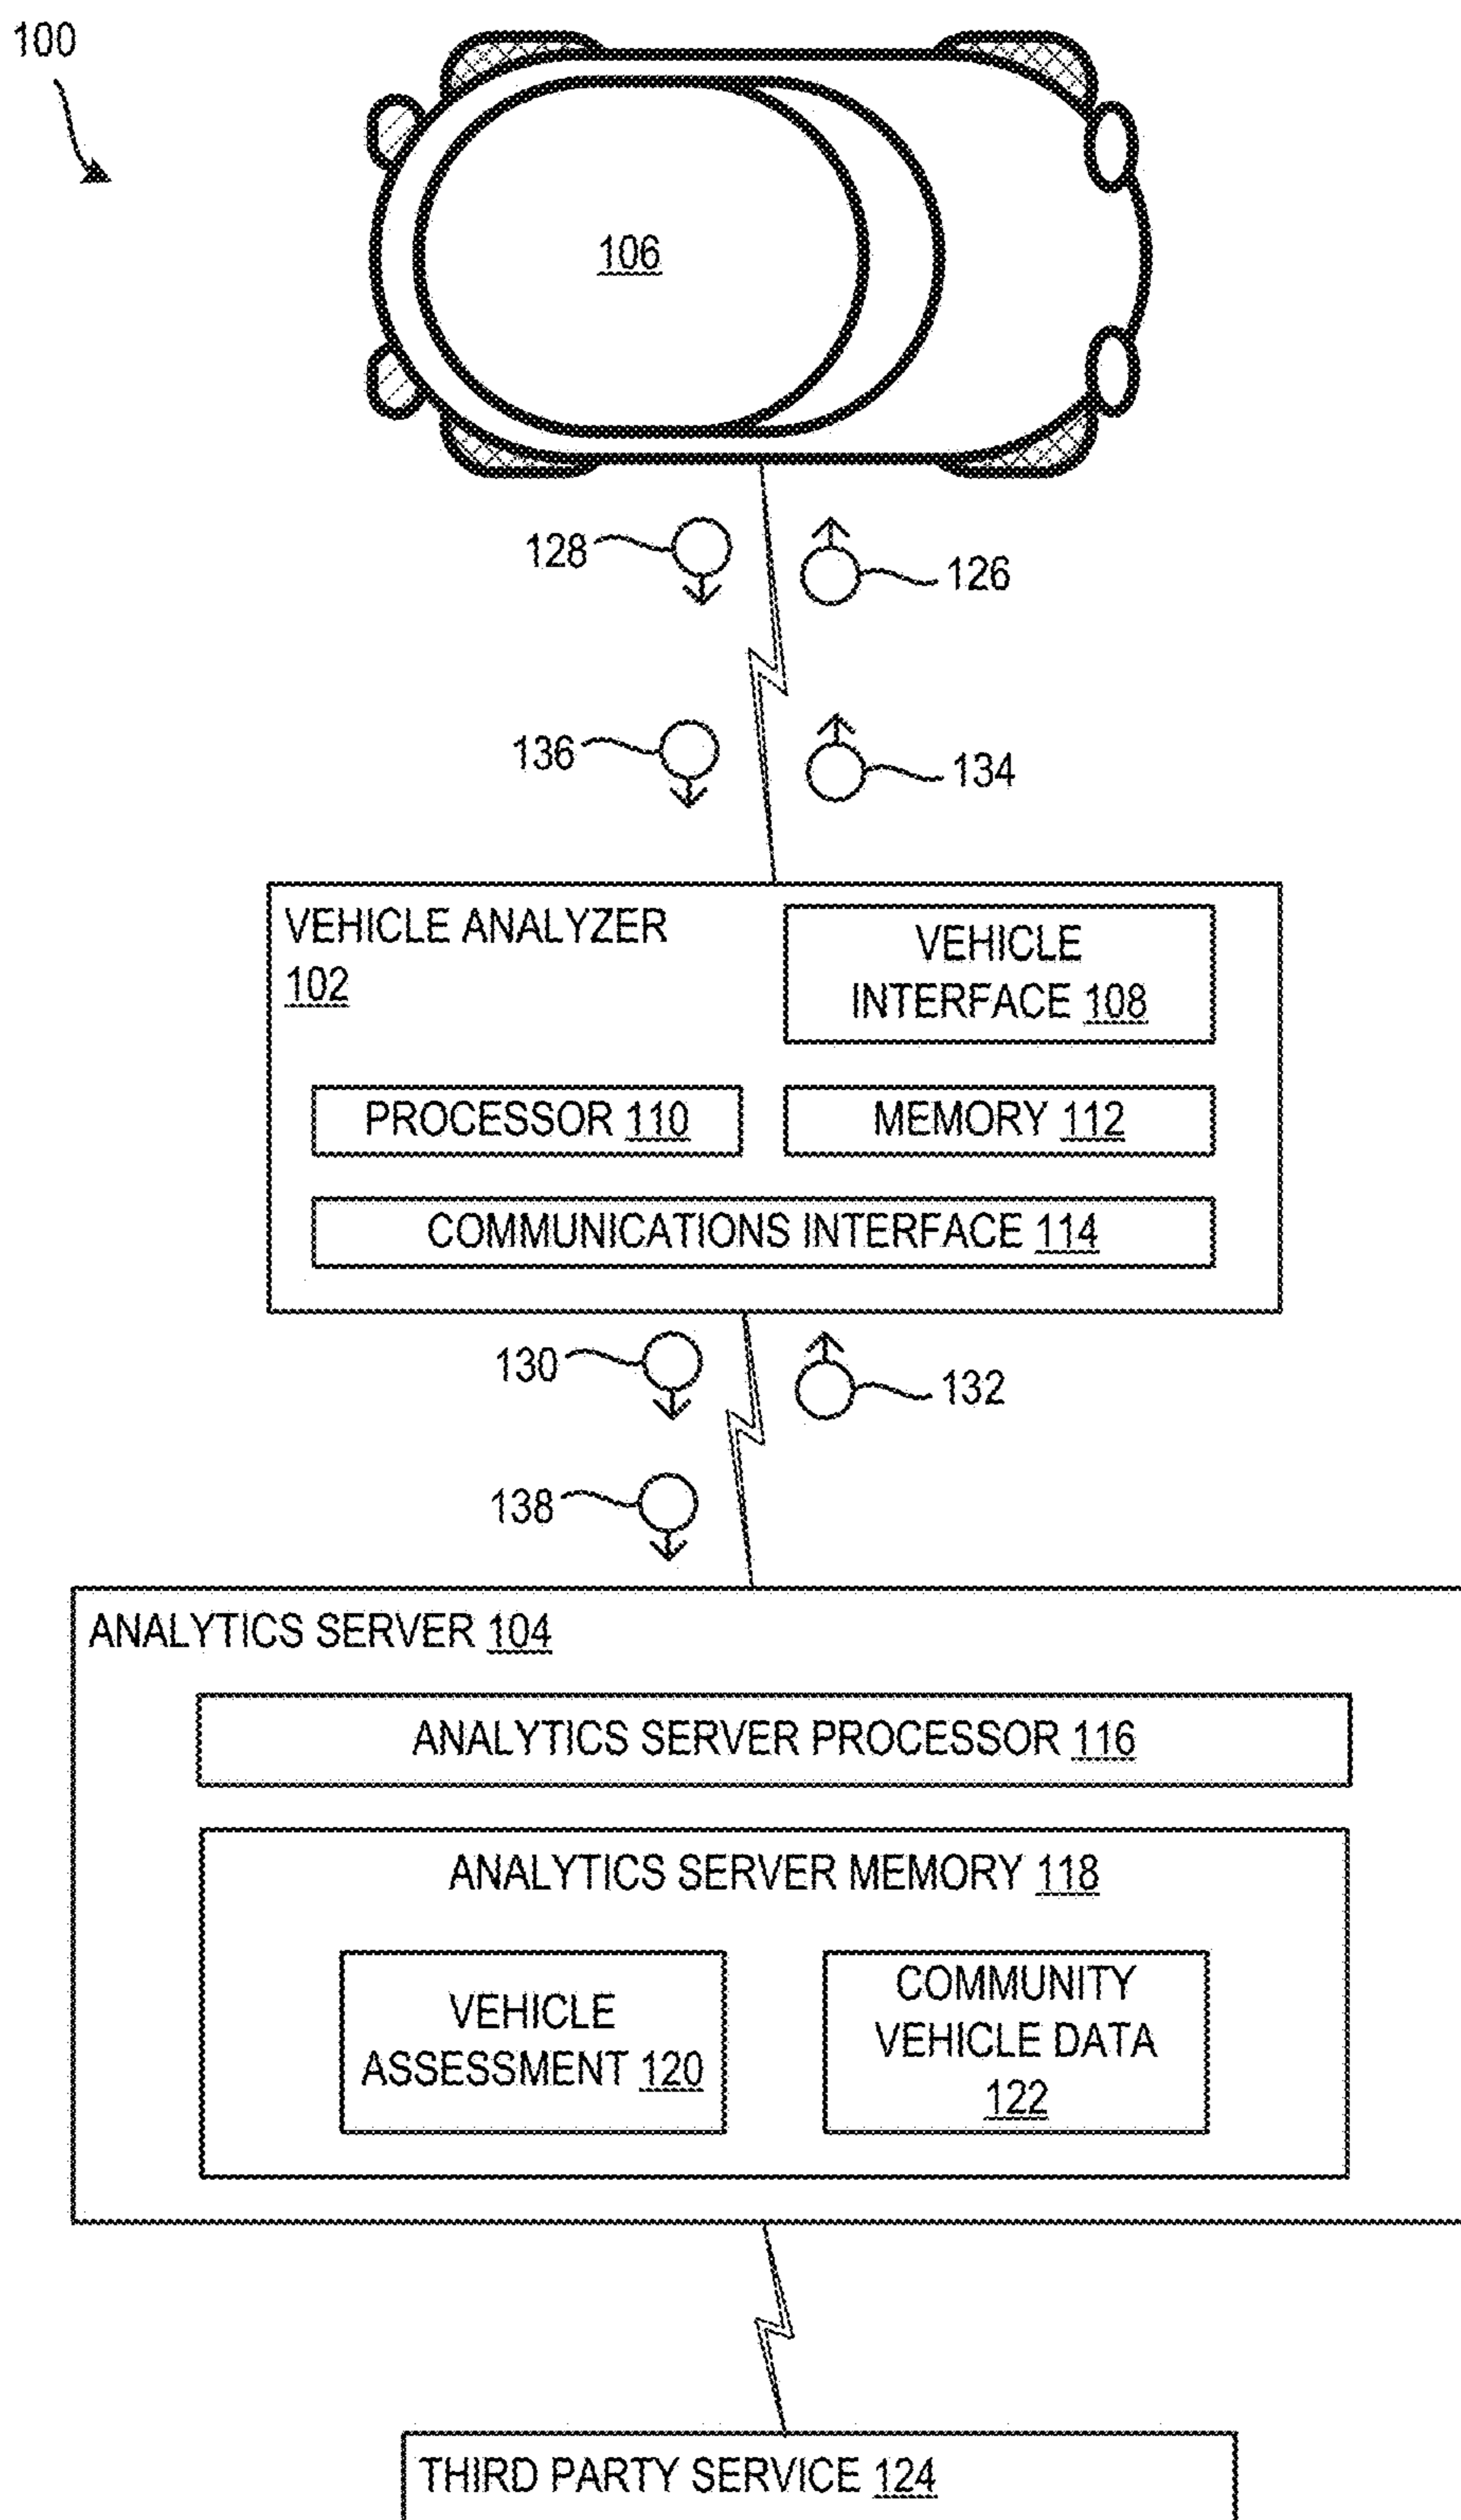 100
106
128
126
136
134
VEHICLE ANALYZER
102
VEHICLE
INTERFACE 108
PROCESSOR 110
MEMORY 112
COMMUNICATIONS INTERFACE 114
130
132
138
ANALYTICS SERVER 104
ANALYTICS SERVER PROCESSOR 116
ANALYTICS SERVER MEMORY 118
VEHICLE
ASSESSMENT 120
COMMUNITY
VEHICLE DATA
122
THIRD PARTY SERVICE 124